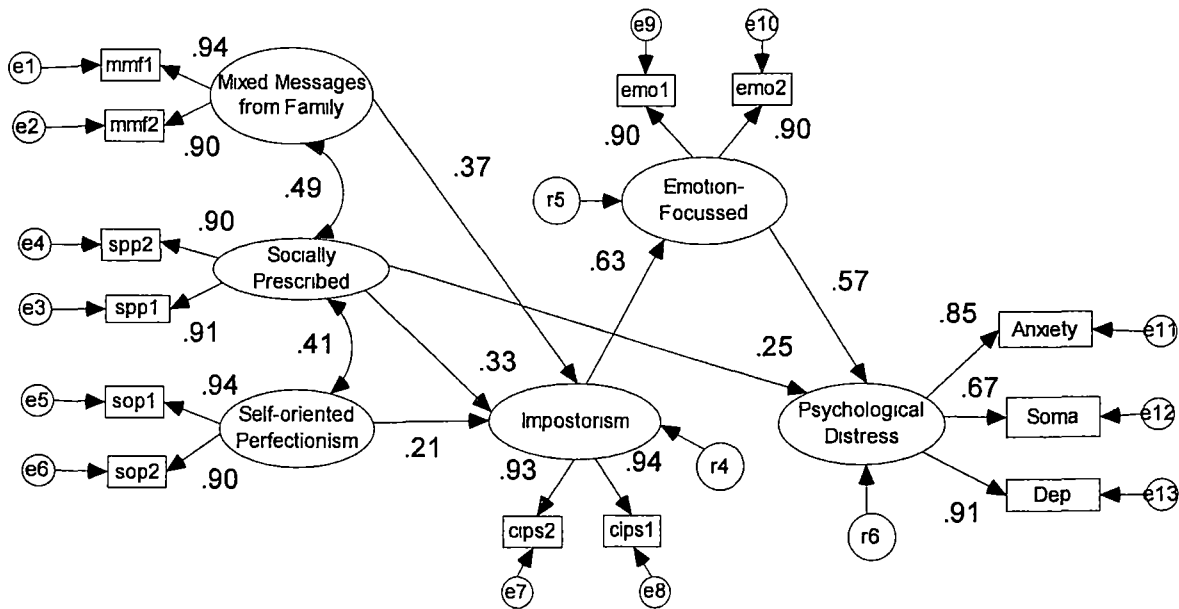 e9
e10
.94
e1
mmf1
Mixed Messages
from Family
emo1
emo2
e2
mmf2
.90
.90
.90
.37
Emotion-
Focussed
r5
.49
.90
e4
spp2
Socially
Prescribed
.63
.57
e3
spp1
.91
.85
Anxiety
e11
.41
.33
.25
.94
.67
e5
sop1
Self-oriented
Perfectionism
Impostorism
Psychological
Distress
Soma
e12
.21
e6
sop2
.90
.93
.94
r4
Dep
e13
.91
cips2
cips1
r6
e7
e8